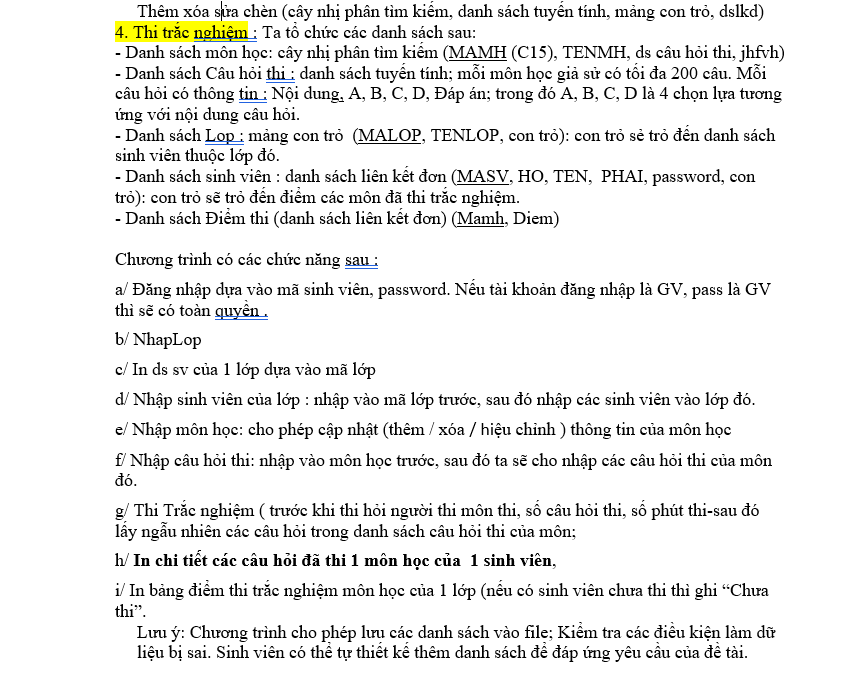 Thêm xóa sửa chèn (cây nhị phân tìm kiếm, danh sách tuyến tính, mảng con trỏ, dslkd)
4. Thi trắc nghiệm : Ta tổ chức các danh sách sau:
- Danh sách môn học: cây nhị phân tìm kiếm (MAMH (C15), TENMH, ds câu hỏi thi, jhfvh)
- Danh sách Câu hỏi thi : danh sách tuyến tính; mỗi môn học giả sử có tối đa 200 câu. Mỗi
câu hỏi có thông tin : Nội dung, A, B, C, D, Đáp án; trong đó A, B, C, D là 4 chọn lựa tương
ứng với nội dung câu hỏi.
- Danh sách Lop : mảng con trỏ (MALOP, TENLOP, con trỏ): con trỏ sẻ trỏ đến danh sách
sinh viên thuộc lớp đó.
- Danh sách sinh viên : danh sách liên kết đơn (MASV, HO, TEN, PHAI, password, con
trỏ): con trỏ sẽ trỏ đến điểm các môn đã thi trắc nghiệm.
- Danh sách Điểm thi (danh sách liên kết đơn) (Mamh, Diem)
Chương trình có các chức năng sau :
a/ Đăng nhập dựa vào mã sinh viên, password. Nếu tài khoản đăng nhập là GV, pass là GV
thì sẽ có toàn quyền .
b/ NhapLop
c/ In ds sv của 1 lớp dựa vào mã lớp
d/ Nhập sinh viên của lớp : nhập vào mã lớp trước, sau đó nhập các sinh viên vào lớp đó.
e/ Nhập môn học: cho phép cập nhật (thêm / xóa / hiệu chỉnh ) thông tin của môn học
f/ Nhập câu hỏi thi: nhập vào môn học trước, sau đó ta sẽ cho nhập các câu hỏi thi của môn
đó.
g/ Thi Trắc nghiệm ( trước khi thi hỏi người thi môn thi, số câu hỏi thi, số phút thi-sau đó
lấy ngẫu nhiên các câu hỏi trong danh sách câu hỏi thi của môn;
h/ In chi tiết các câu hỏi đã thi 1 môn học của 1 sinh viên,
i/ In bảng điểm thi trắc nghiệm môn học của 1 lớp (nếu có sinh viên chưa thi thì ghi “Chưa
thi”.
Lưu ý: Chương trình cho phép lưu các danh sách vào file; Kiểm tra các điều kiện làm dữ
liệu bị sai. Sinh viên có thể tự thiết kế thêm danh sách để đáp ứng yêu cầu của đề tài.